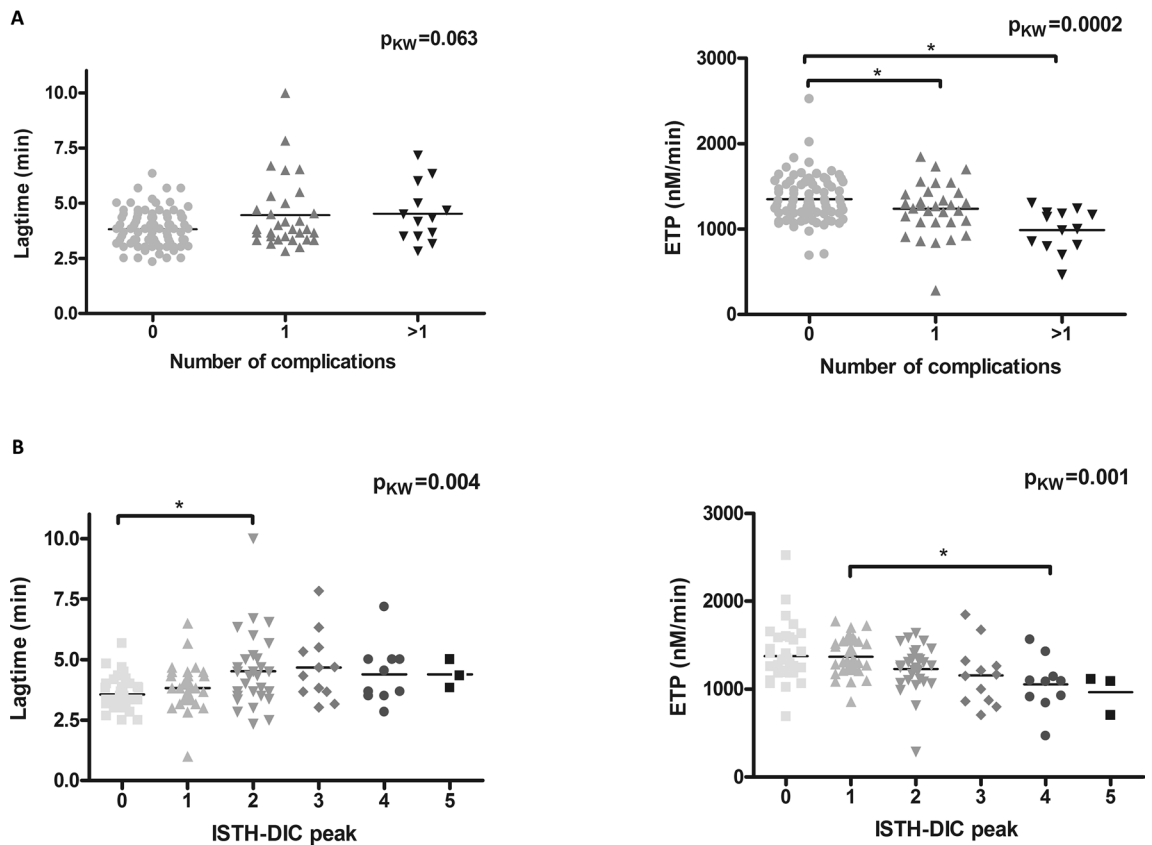 A
pKW=0.063
Lagtime (min)
10.0
7.5
5.0
2.5
0.0
0 1 >1
Number of complications
pKW=0.0002
*
*
ETP (nM/min)
3000
2000
1000
0
0 1 >1
Number of complications
B
pKW=0.004
*
Lagtime (min)
10.0
7.5
5.0
2.5
0.0
0 1 2 3 4 5
ISTH-DIC peak
pKW=0.001
*
ETP (nM/min)
3000
2000
1000
0
0 1 2 3 4 5
ISTH-DIC peak